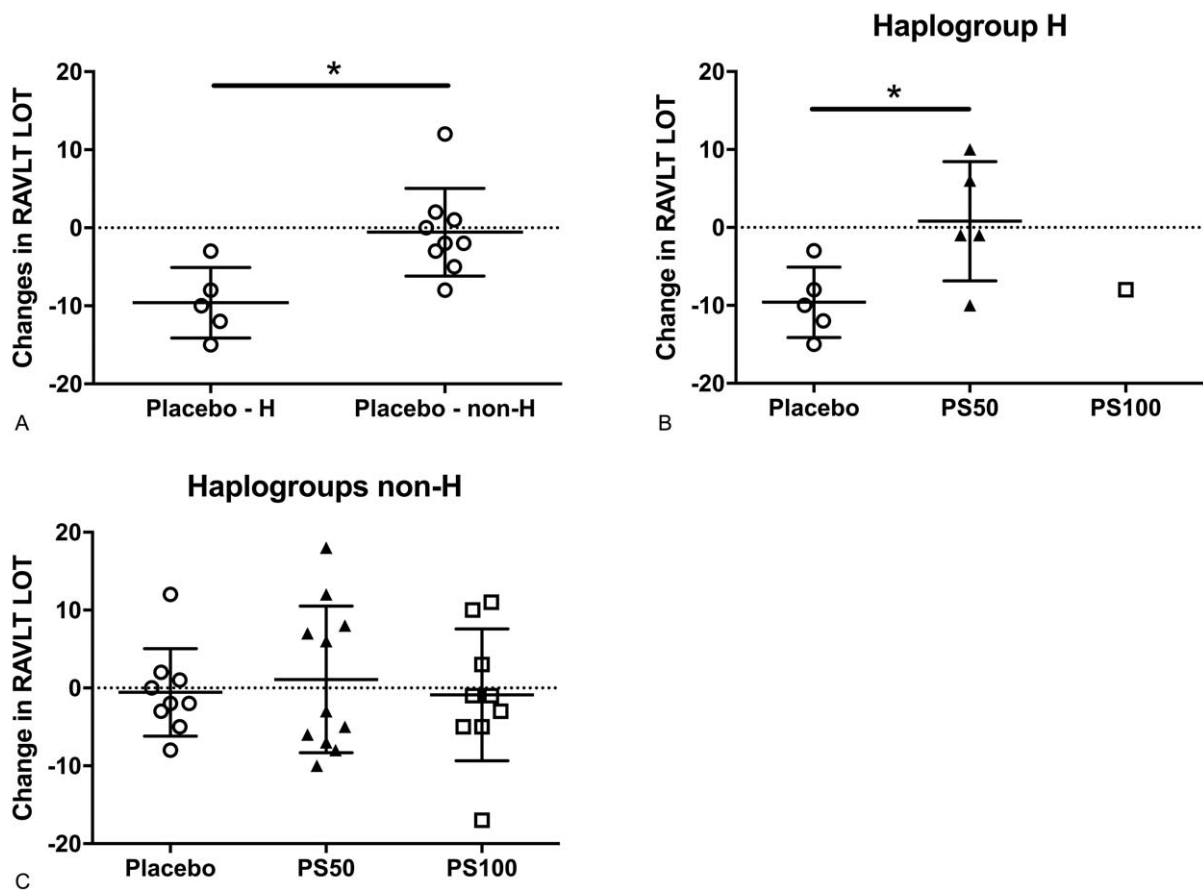 Changes in RAVLT LOT
20
10
0
-10
-20
*
Placebo - H
Placebo - non-H
A
Haplogroup H
Change in RAVLT LOT
20
10
0
-10
-20
*
Placebo
PS50
PS100
B
Haplogroups non-H
Change in RAVLT LOT
20
10
0
-10
-20
Placebo
PS50
PS100
C